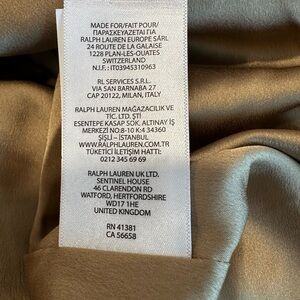 MADE FOR/FAIT POUR/
ΠΑΡΑΣΚΕΥΑΖΕΤΑΙ ΓΙΑ
RALPH LAUREN EUROPE SÀRL
24 ROUTE DE LA GALAISE
1228 PLAN-LES-OUATES
SWITZERLAND
N.I.F.: IT03945310963
RL SERVICES S.R.L.
VIA SAN BARNABA 27
CAP 20122, MILAN, ITALY
RALPH LAUREN MAĞAZACILIK VE
TİC. LTD. ŞTİ
ESENTEPE KASAP SOK. ALTINAY İŞ
MERKEZİ NO:8-10 K:4 34360
ŞİŞLİ – İSTANBUL
WWW.RALPHLAUREN.COM.TR
TÜKETİCİ İLETİŞİM HATTI:
0212 345 69 69
RALPH LAUREN UK LTD.
SENTINEL HOUSE
46 CLARENDON RD
WATFORD, HERTFORDSHIRE
WD17 1HE
UNITED KINGDOM
RN 41381
CA 56658